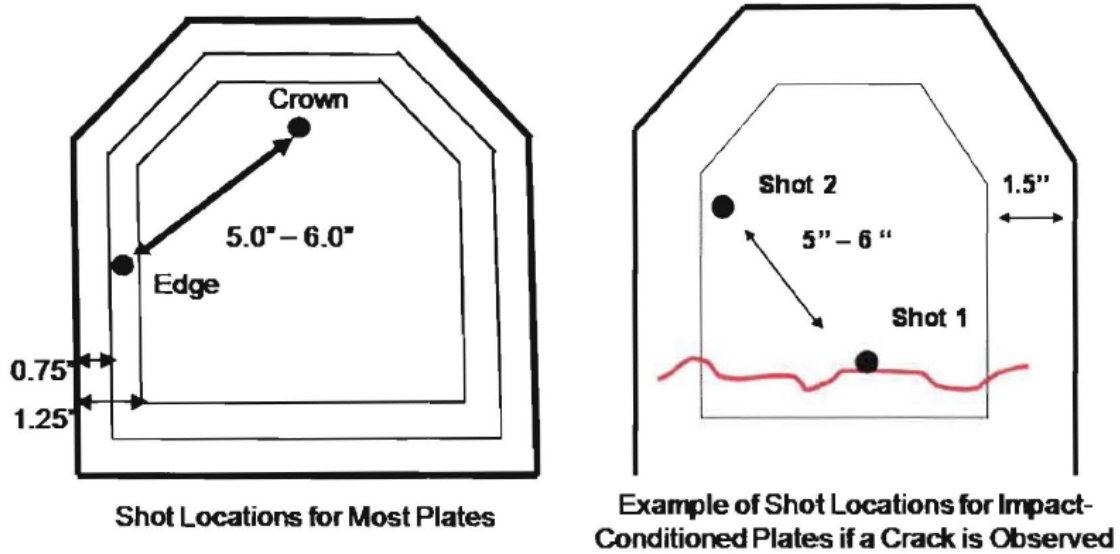 Crown
5.0" – 6.0"
Edge
0.75"
1.25"
Shot Locations for Most Plates
Shot 2
1.5"
5" – 6 "
Shot 1
Example of Shot Locations for Impact-
Conditioned Plates if a Crack is Observed